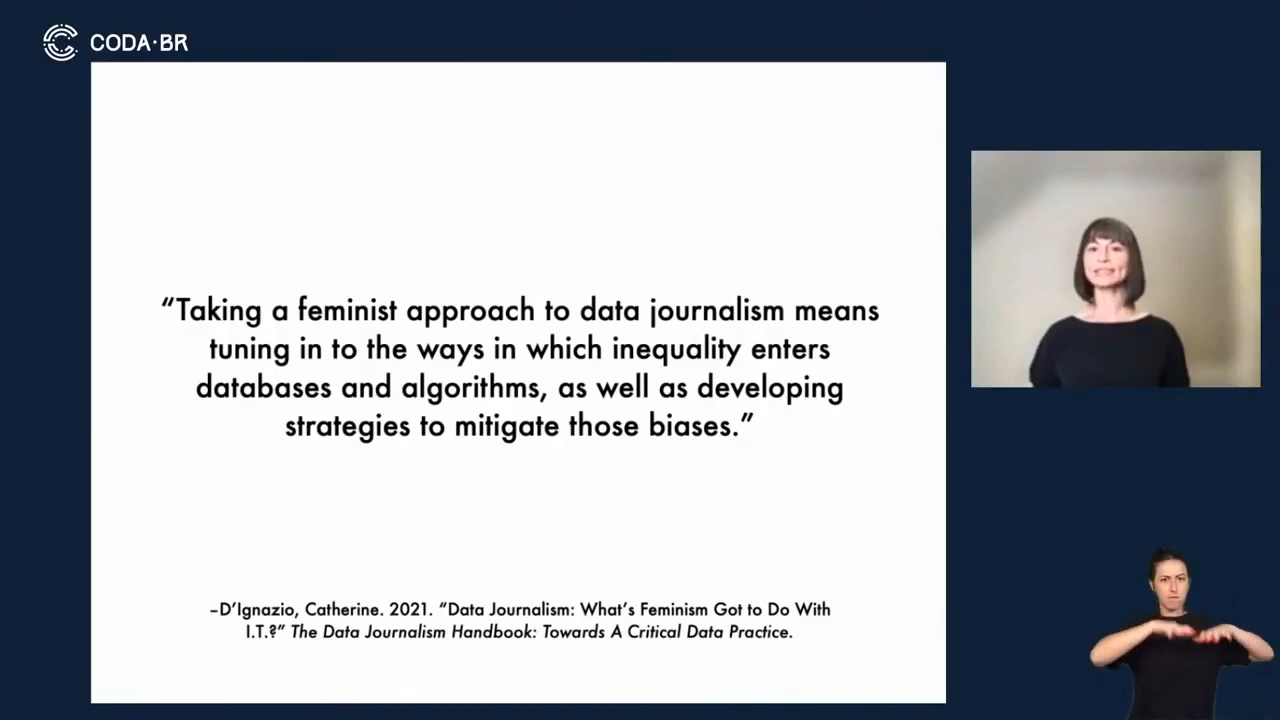 CODA·BR
“Taking a feminist approach to data journalism means
tuning in to the ways in which inequality enters
databases and algorithms, as well as developing
strategies to mitigate those biases.”
–D’Ignazio, Catherine. 2021. “Data Journalism: What’s Feminism Got to Do With
I.T.?” The Data Journalism Handbook: Towards A Critical Data Practice.